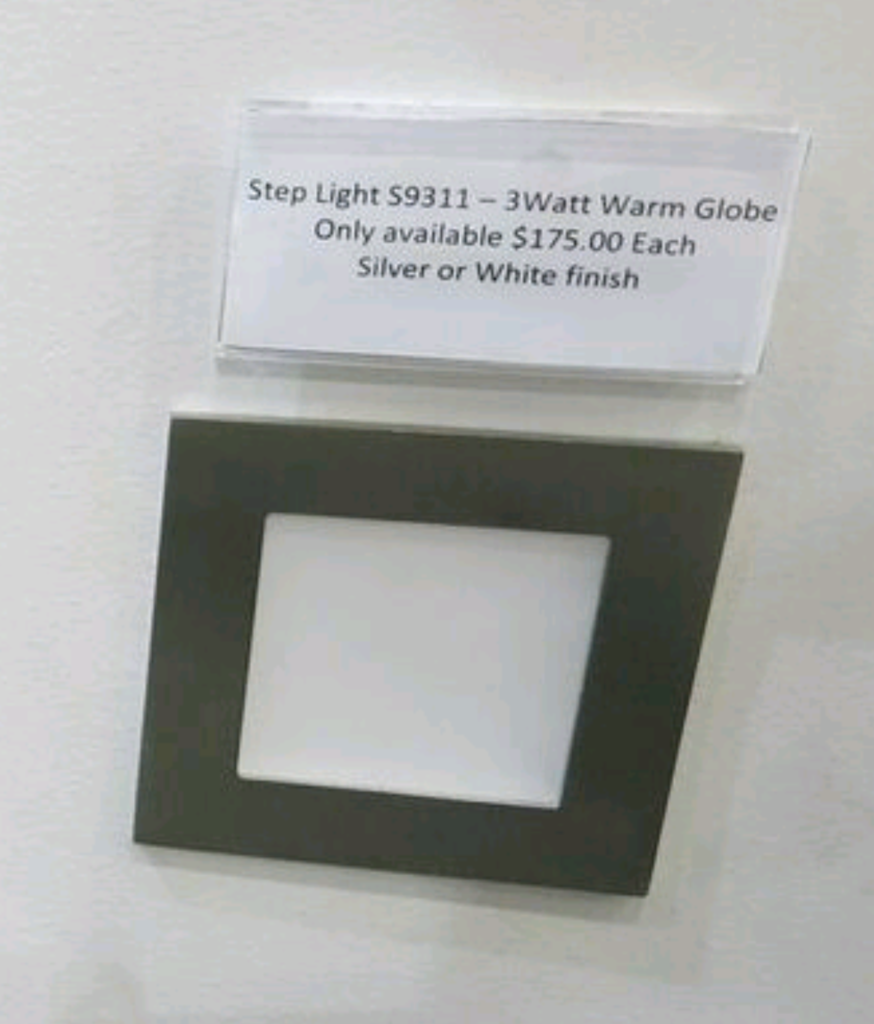 Step Light S9311 – 3Watt Warm Globe
Only available $175.00 Each
Silver or White finish